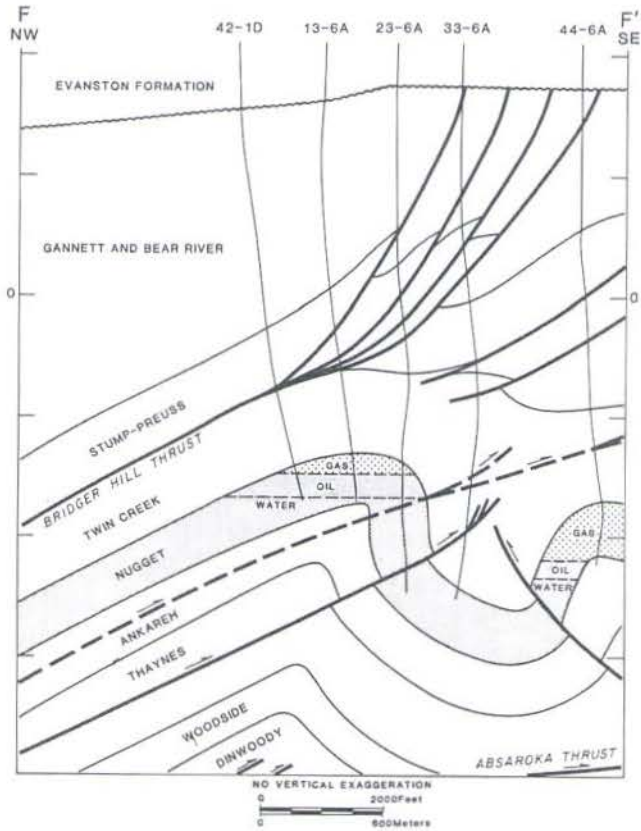 F
NW
42-1D
13-6A
23-6A
33-6A
44-6A
F'
SE
EVANSTON FORMATION
GANNETT AND BEAR RIVER
0
0
STUMP-PREUSS
BRIDGER HILL THRUST
TWIN CREEK
GAS
OIL
WATER
NUGGET
GAS
OIL
WATER
ANKAREH
THAYNES
WOODSIDE
DINWOODY
ABSAROKA THRUST
NO VERTICAL EXAGGERATION
0 2000Feet
0 600Meters